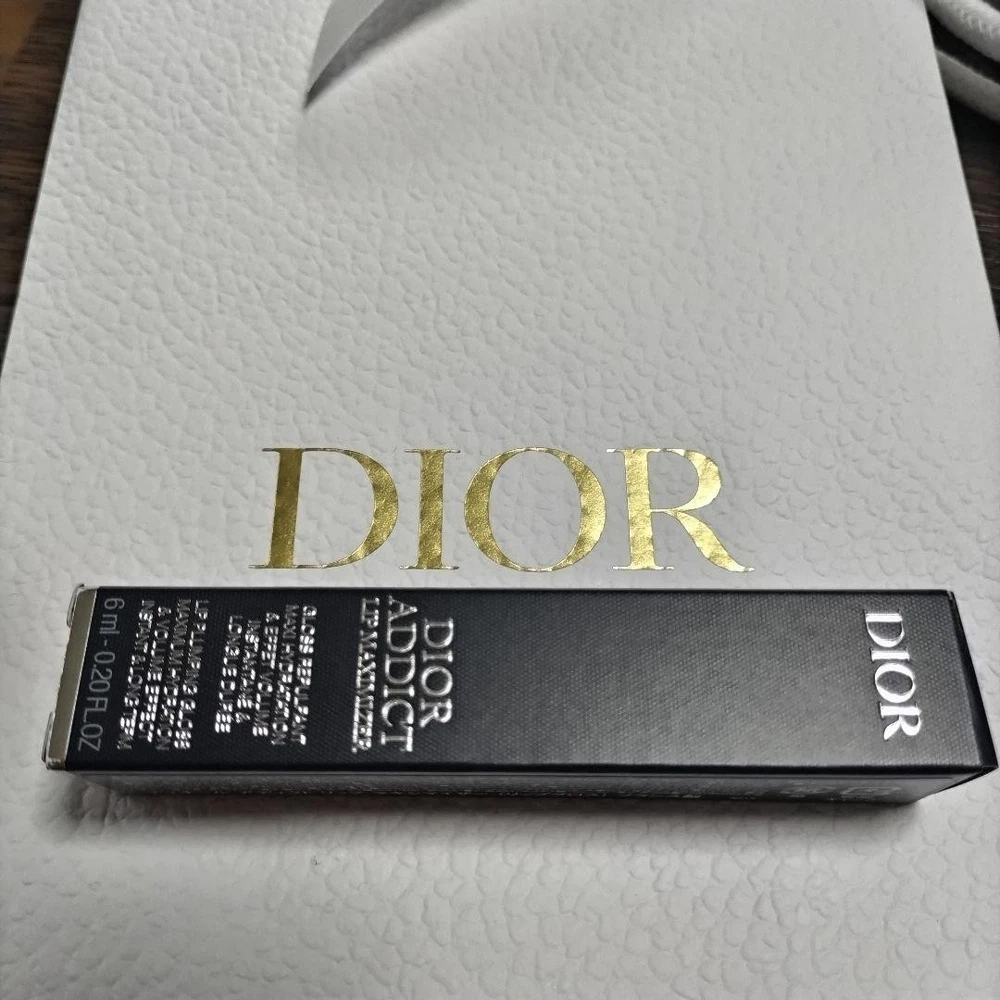 DIOR
DIOR
DIOR
ADDICT
LIP MAXIMIZER
GLOSS REPULPANT
MAXI HYDRATATION
& EFFET VOLUME
INSTANTANÉ &
LONGUE DURÉE
LIP PLUMPING GLOSS
MAXIMUM HYDRATION
& VOLUME EFFECT
INSTANT & LONG TERM
6 ml - 0.20 FL.OZ